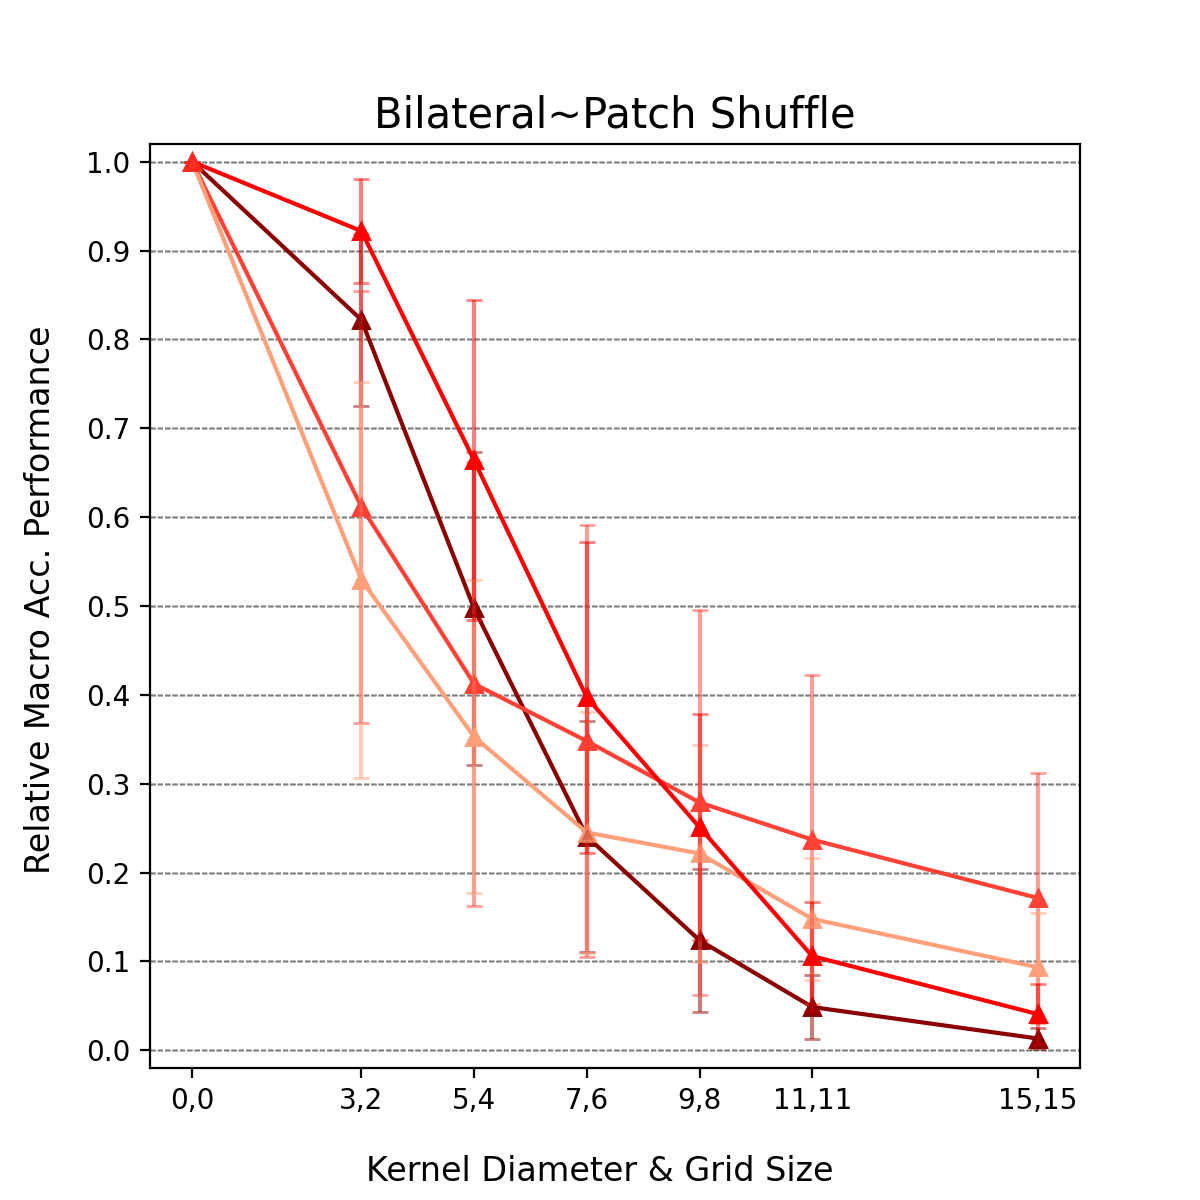 Bilateral~Patch Shuffle
Relative Macro Acc. Performance
1.0
0.9
0.8
0.7
0.6
0.5
0.4
0.3
0.2
0.1
0.0
0,0 3,2 5,4 7,6 9,8 11,11 15,15
Kernel Diameter & Grid Size